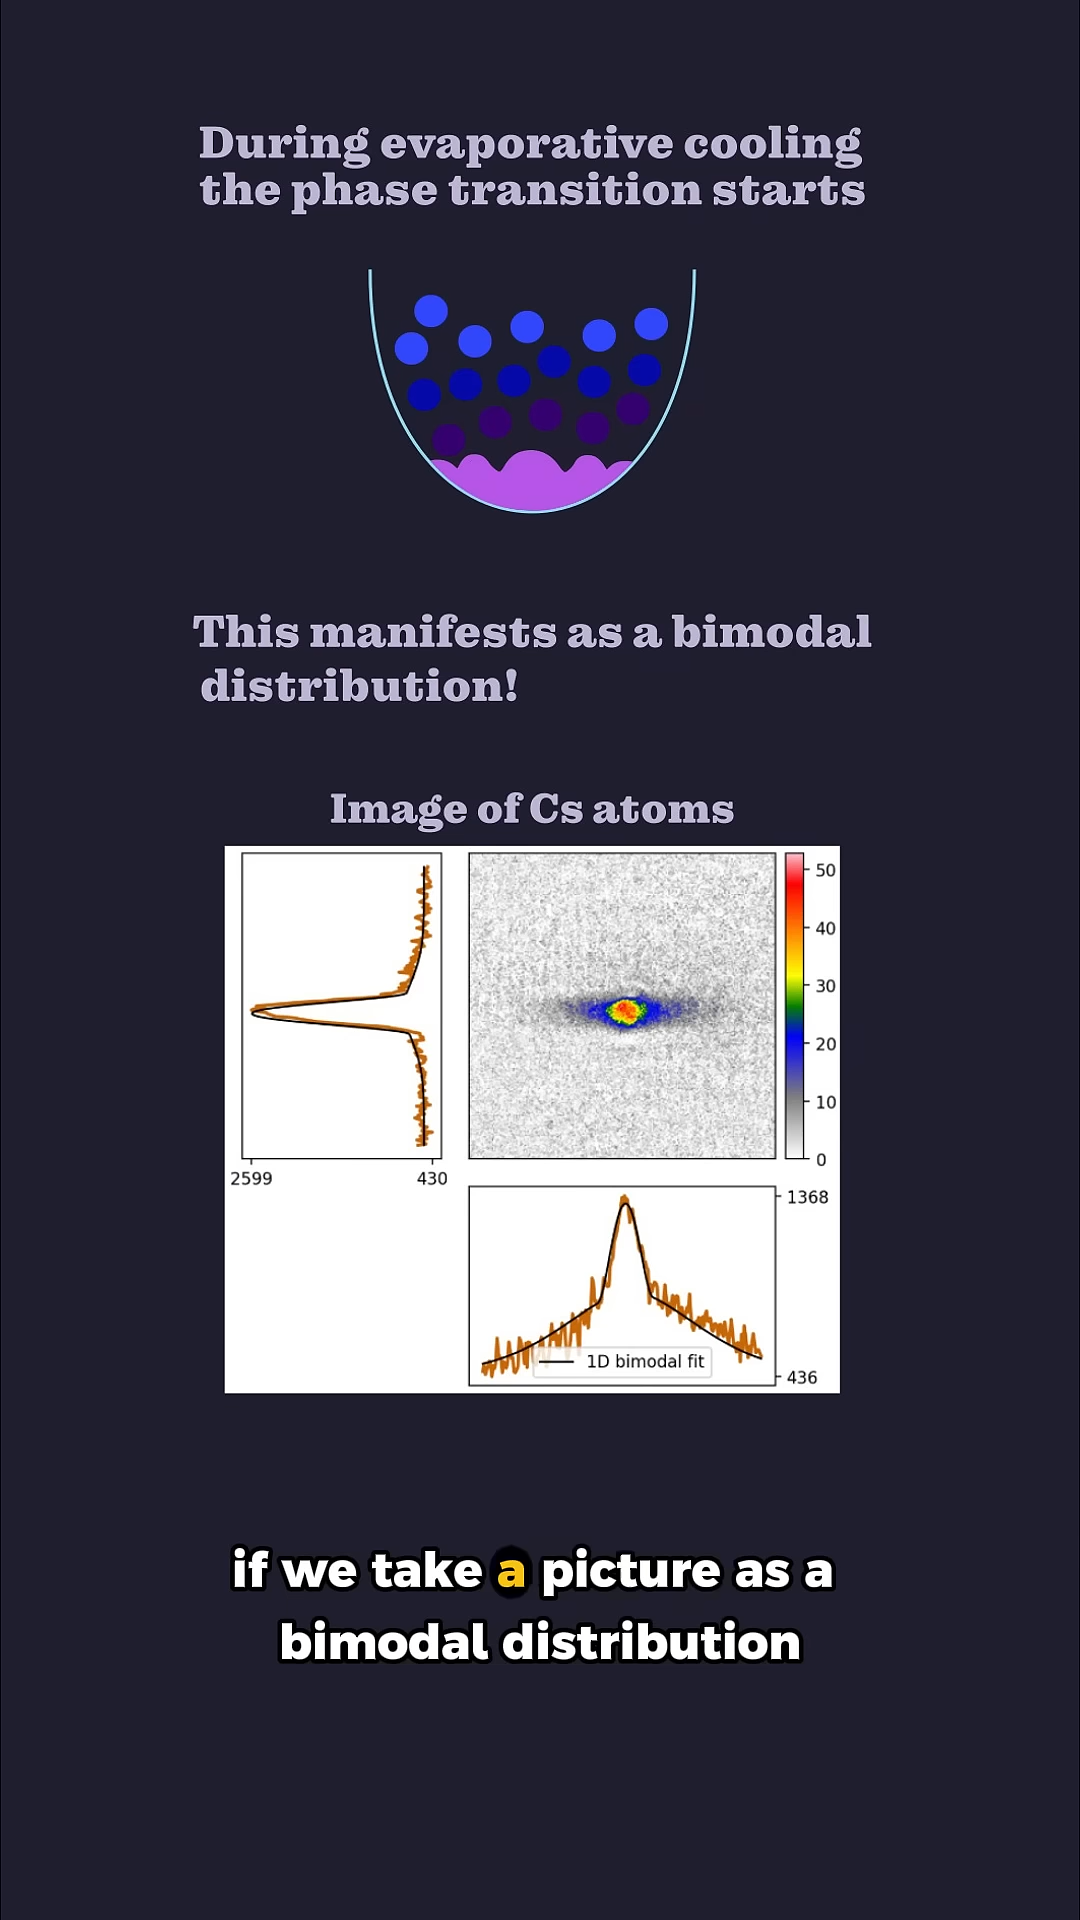 During evaporative cooling
the phase transition starts
This manifests as a bimodal
distribution!
Image of Cs atoms
50
40
30
20
10
0
2599
430
1368
1D bimodal fit
436
if we take a picture as a
bimodal distribution